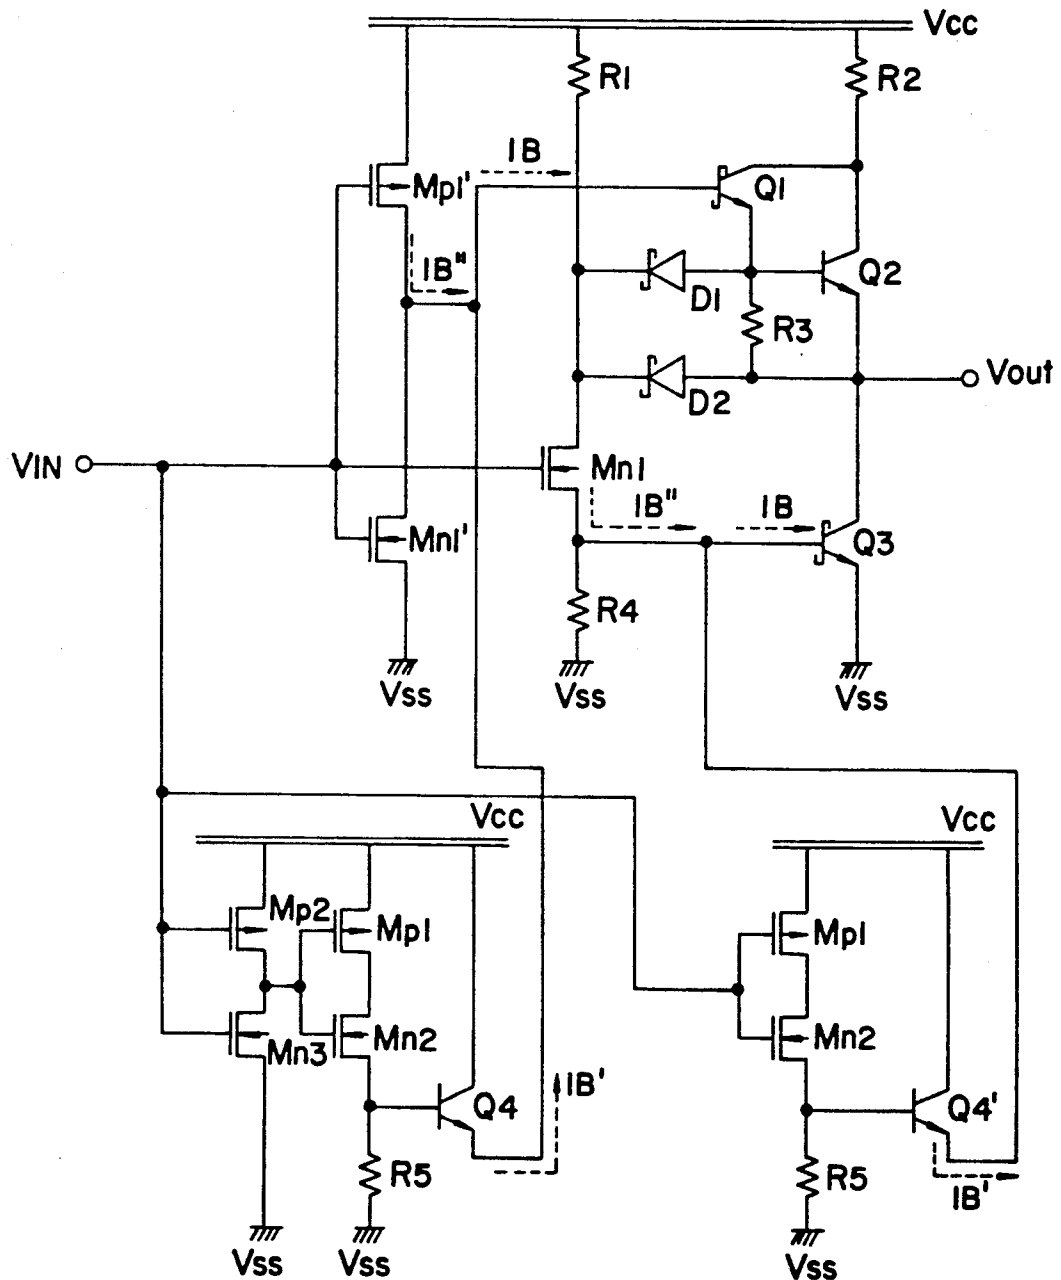 Vcc
R1
R2
IB
Mp1'
Q1
IB"
Q2
D1
R3
Vout
D2
VIN
Mn1
IB"
IB
Mn1'
Q3
R4
Vss
Vss
Vss
Vcc
Vcc
Mp2
Mp1
Mp1
Mn2
Mn2
Mn3
IB'
Q4
Q4'
R5
R5
IB'
Vss
Vss
Vss